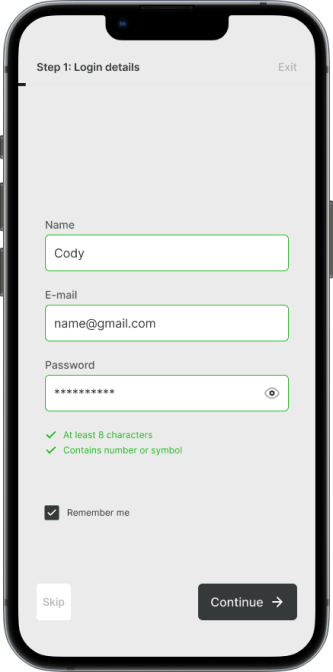 Step 1: Login details
Exit
Name
Cody
E-mail
name@gmail.com
Password
**********
At least 8 characters
Contains number or symbol
Remember me
Skip
Continue